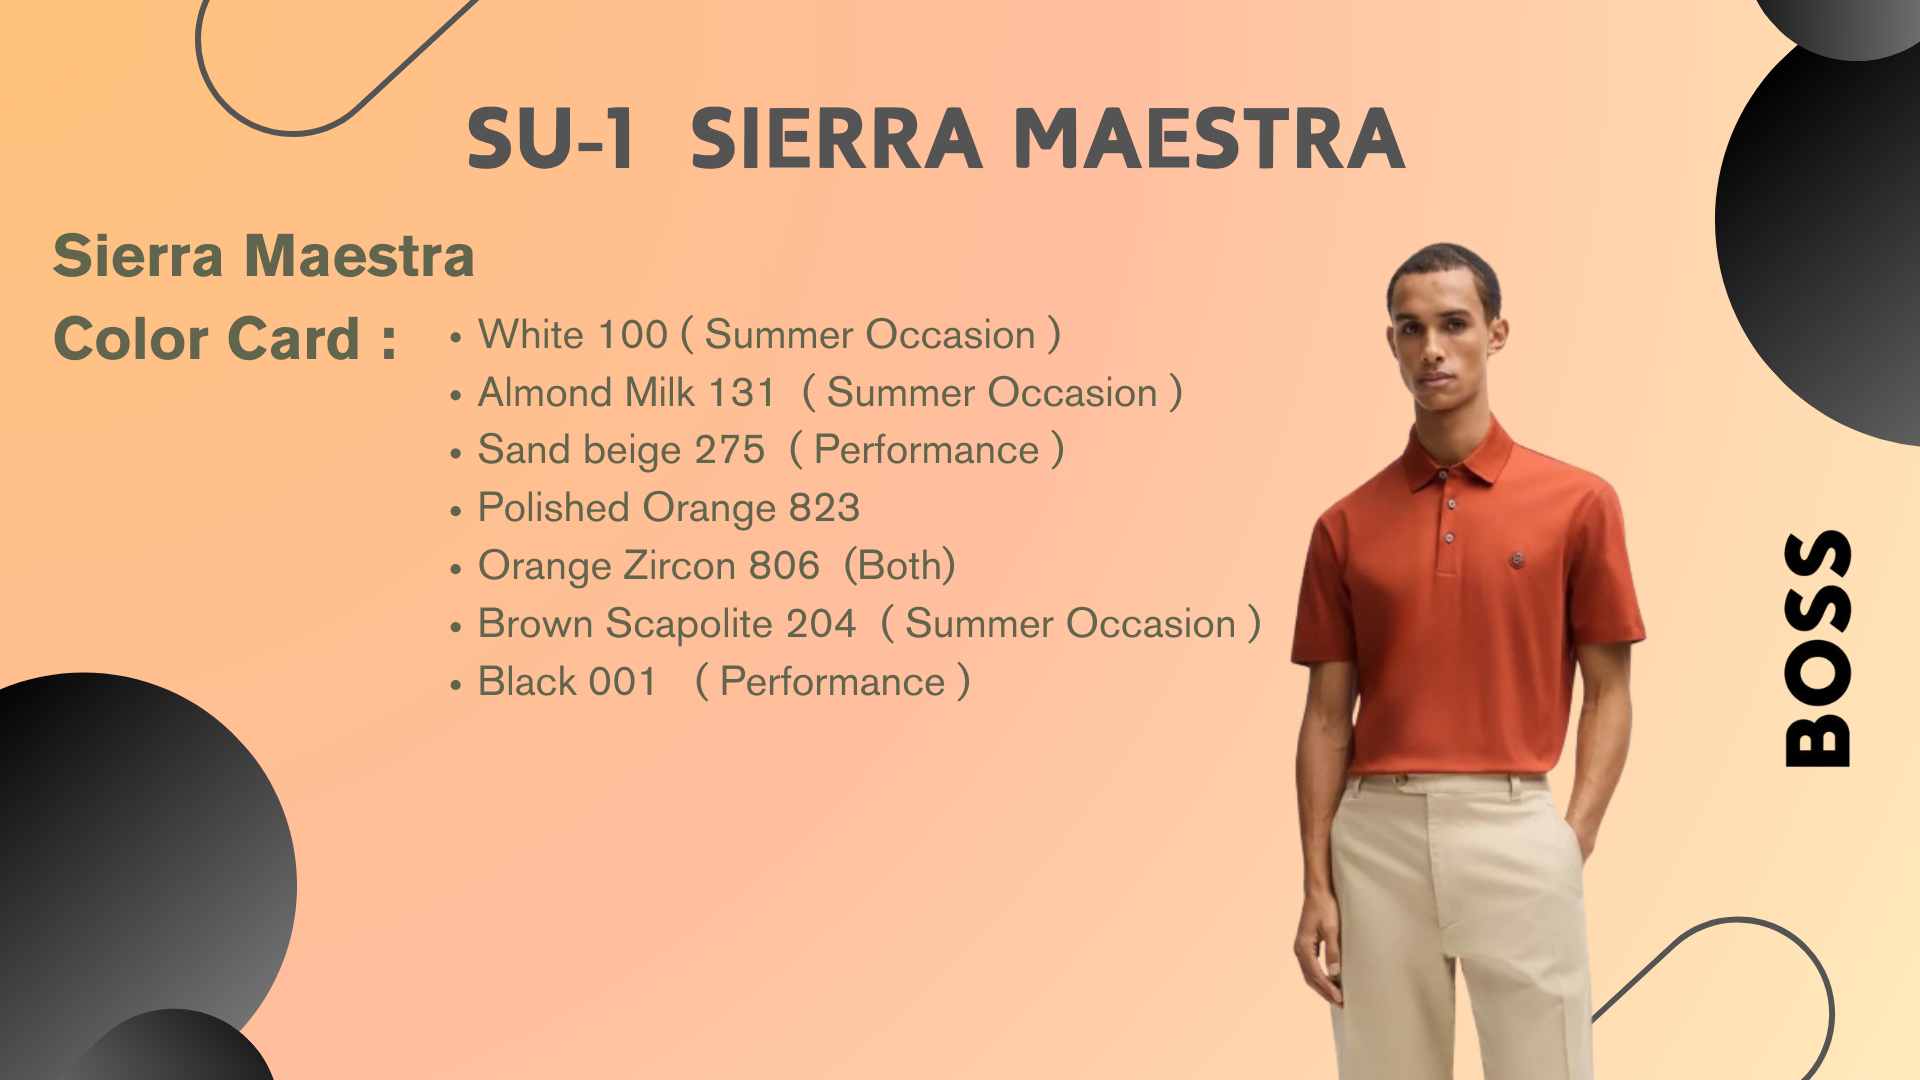 SU-1 SIERRA MAESTRA
Sierra Maestra
Color Card :
• White 100 ( Summer Occasion )
• Almond Milk 131 ( Summer Occasion )
• Sand beige 275 ( Performance )
• Polished Orange 823
• Orange Zircon 806 (Both)
• Brown Scapolite 204 ( Summer Occasion )
• Black 001 ( Performance )
BOSS